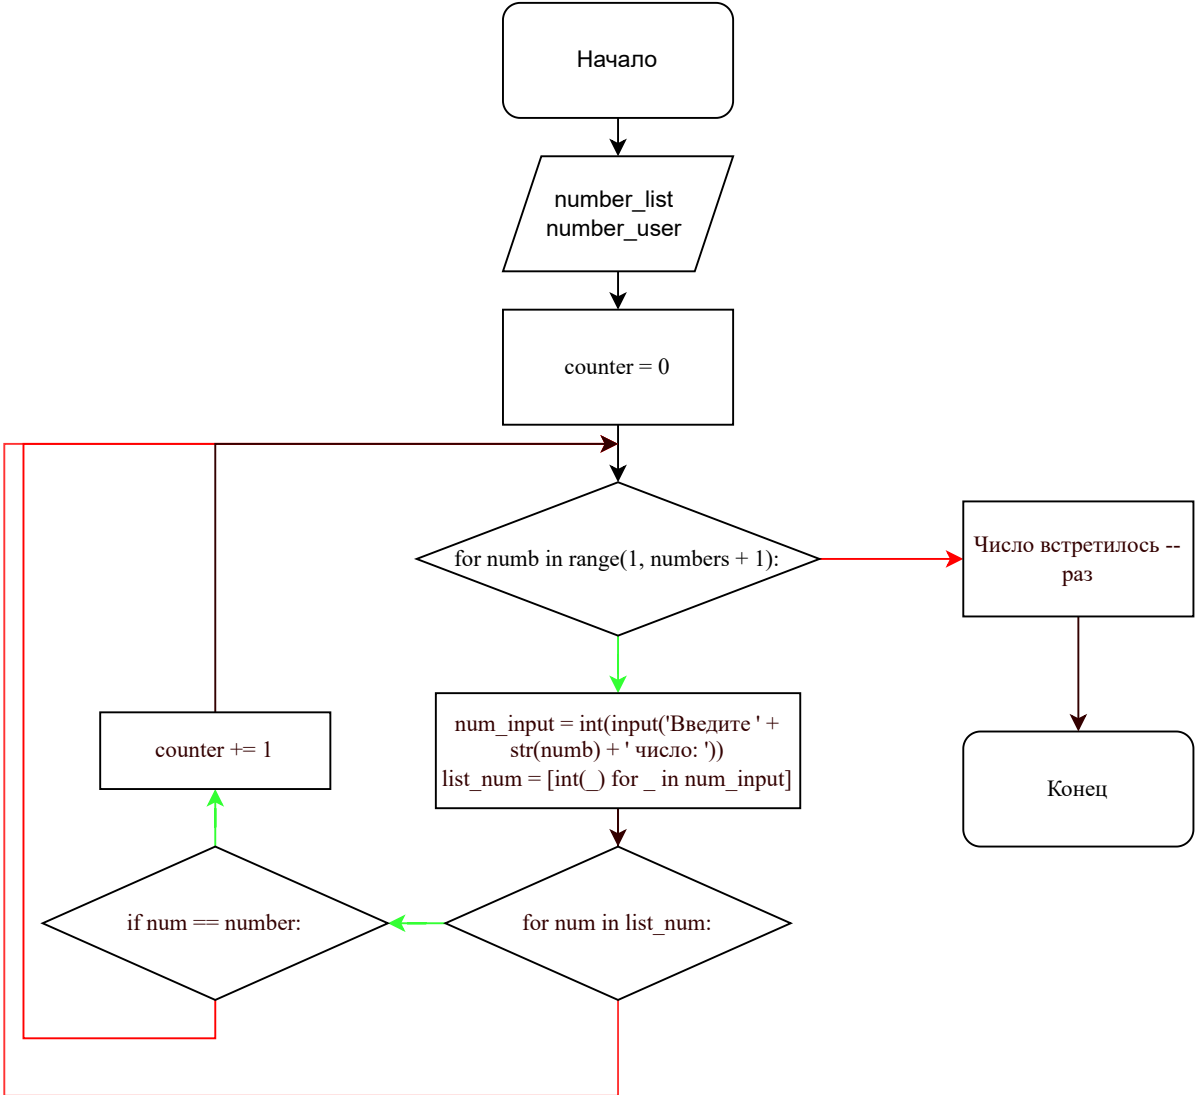 Начало
number_list
number_user
counter = 0
for numb in range(1, numbers + 1):
Число встретилось --
раз
num_input = int(input('Введите ' +
str(numb) + ' число: '))
list_num = [int(_) for _ in num_input]
counter += 1
Конец
if num == number:
for num in list_num: